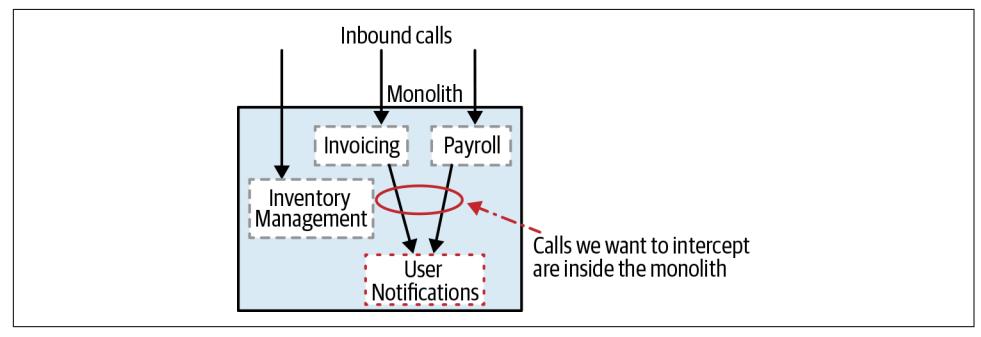 Inbound calls
Monolith
Invoicing
Payroll
Inventory
Management
Calls we want to intercept
are inside the monolith
User
Notifications